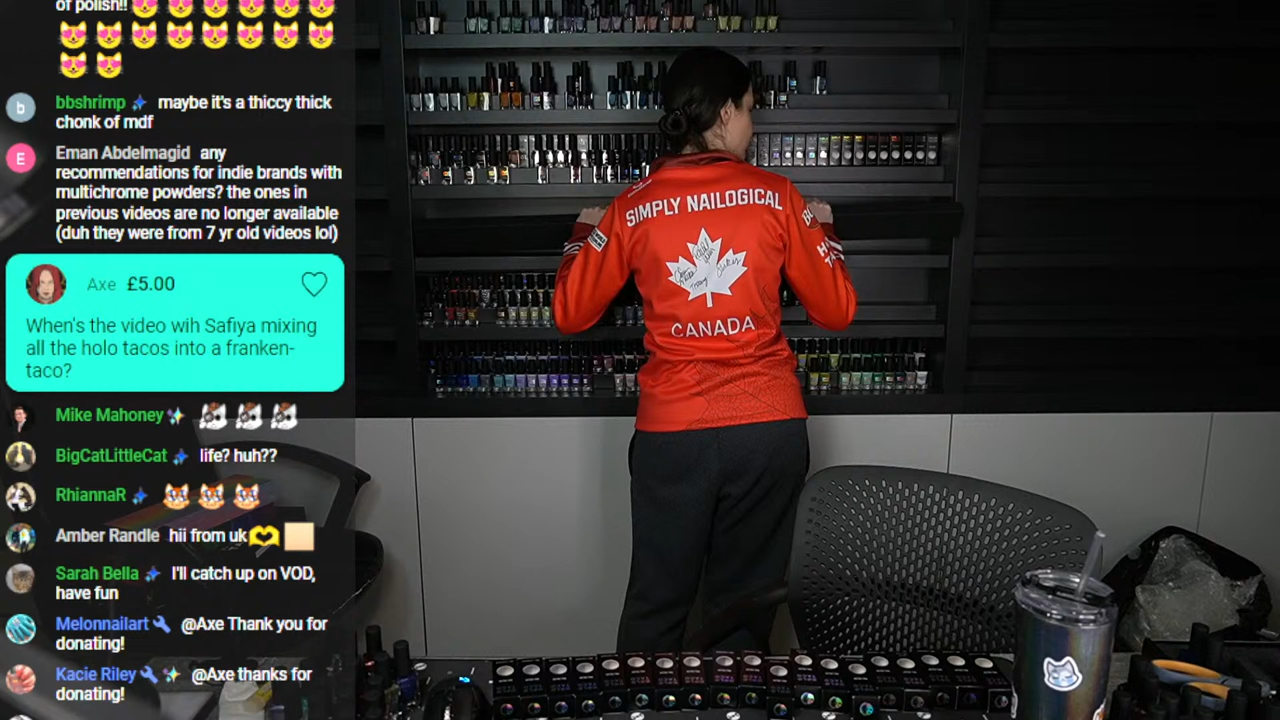 of polish!!
bbshrimp maybe it's a thiccy thick
chonk of mdf
Eman Abdelmagid any
recommendations for indie brands with
multichrome powders? the ones in
previous videos are no longer available
(duh they were from 7 yr old videos lol)
Axe £5.00
When's the video wih Safiya mixing
all the holo tacos into a franken-
taco?
Mike Mahoney
BigCatLittleCat life? huh??
RhiannaR
Amber Randle hii from uk
Sarah Bella I'll catch up on VOD,
have fun
Melonnailart @Axe Thank you for
donating!
Kacie Riley @Axe thanks for
donating!
SIMPLY NAILOGICAL
CANADA